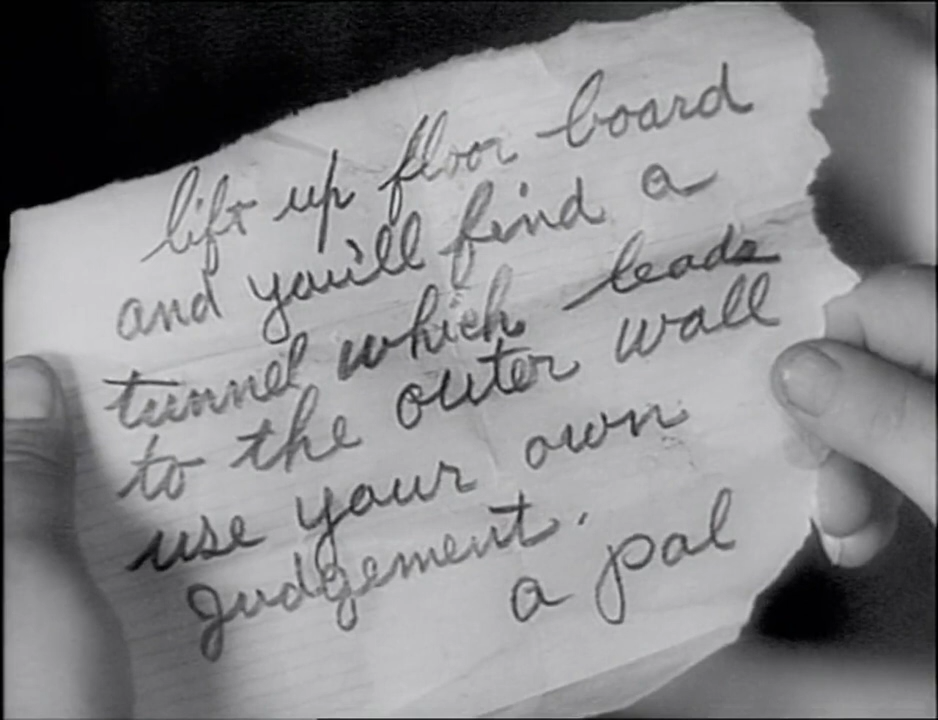 lift up floor board
and you'll find a
tunnel which leads
to the outer wall
use your own
judgement.
a pal